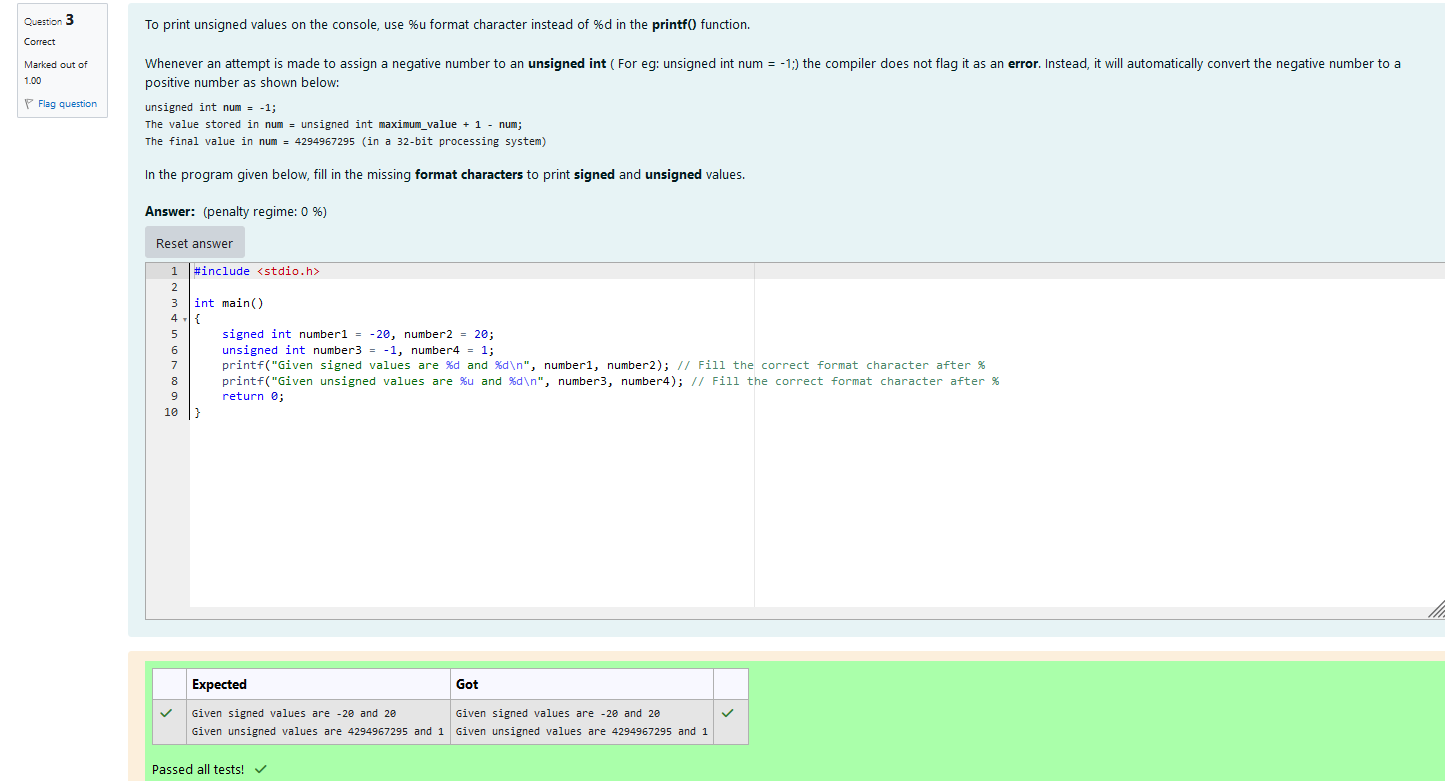 Question 3
Correct
Marked out of
1.00
Flag question
To print unsigned values on the console, use %u format character instead of %d in the printf() function.
Whenever an attempt is made to assign a negative number to an unsigned int ( For eg: unsigned int num = -1;) the compiler does not flag it as an error. Instead, it will automatically convert the negative number to a
positive number as shown below:
unsigned int num = -1;
The value stored in num = unsigned int maximum_value + 1 - num;
The final value in num = 4294967295 (in a 32-bit processing system)
In the program given below, fill in the missing format characters to print signed and unsigned values.
Answer: (penalty regime: 0 %)
Reset answer
1 #include <stdio.h>
2
3 int main()
4 {
5 signed int number1 = -20, number2 = 20;
6 unsigned int number3 = -1, number4 = 1;
7 printf("Given signed values are %d and %d\n", number1, number2); // Fill the correct format character after %
8 printf("Given unsigned values are %u and %d\n", number3, number4); // Fill the correct format character after %
9 return 0;
10 }
Expected Got
Given signed values are -20 and 20 Given signed values are -20 and 20
Given unsigned values are 4294967295 and 1 Given unsigned values are 4294967295 and 1
Passed all tests!